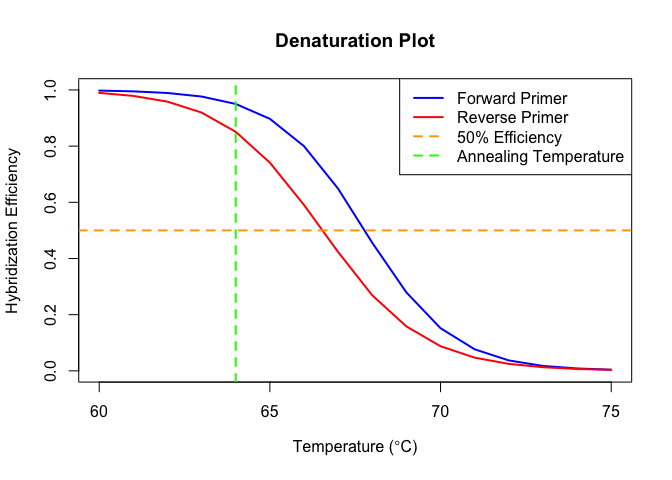 Denaturation Plot
Forward Primer
Reverse Primer
50% Efficiency
Annealing Temperature
Hybridization Efficiency
1.0
0.8
0.6
0.4
0.2
0.0
60 65 70 75
Temperature (°C)